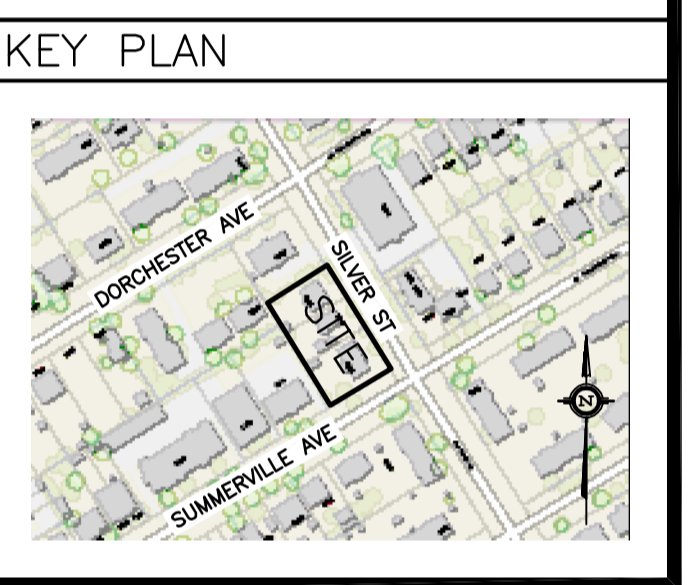 KEY PLAN
DORCHESTER AVE
SILVER ST
SITE
SUMMERVILLE AVE
N